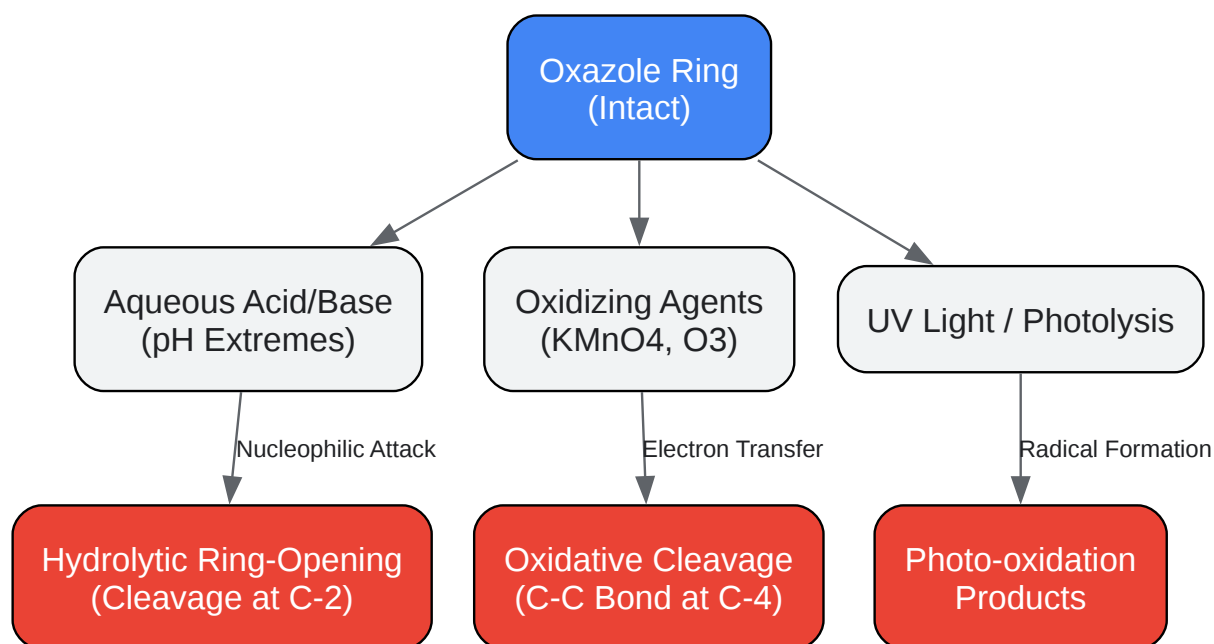 Oxazole Ring
(Intact)
Aqueous Acid/Base
(pH Extremes)
Oxidizing Agents
(KMnO4, O3)
UV Light / Photolysis
Nucleophilic Attack
Electron Transfer
Radical Formation
Hydrolytic Ring-Opening
(Cleavage at C-2)
Oxidative Cleavage
(C-C Bond at C-4)
Photo-oxidation
Products